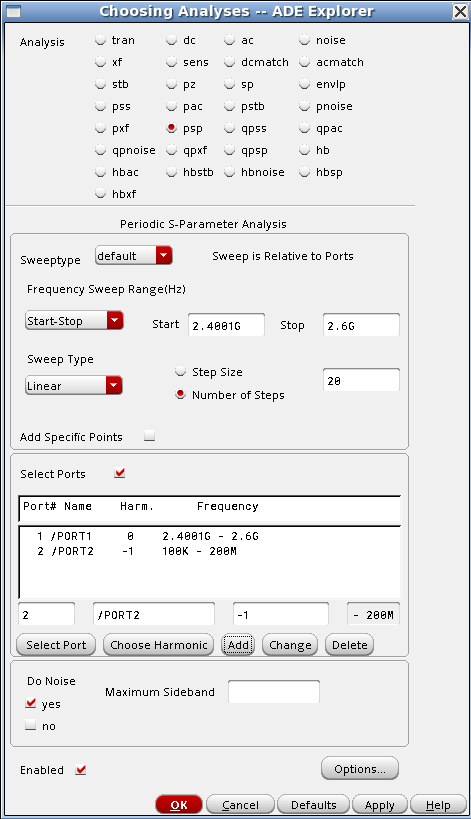 Choosing Analyses -- ADE Explorer
Analysis tran dc ac noise
xf sens dcmatch acmatch
stb pz sp envlp
pss pac pstb pnoise
pxf psp qpss qpac
qpnoise qpxf qpsp hb
hbac hbstb hbnoise hbsp
hbxf
Periodic S-Parameter Analysis
Sweeptype default Sweep is Relative to Ports
Frequency Sweep Range(Hz)
Start-Stop Start 2.4001G Stop 2.6G
Sweep Type
Step Size
Linear 20
Number of Steps
Add Specific Points
Select Ports
Port# Name Harm. Frequency
1 /PORT1 0 2.4001G - 2.6G
2 /PORT2 -1 100K - 200M
2 /PORT2 -1 - 200M
Select Port Choose Harmonic Add Change Delete
Do Noise
Maximum Sideband
yes
no
Enabled Options...
OK Cancel Defaults Apply Help